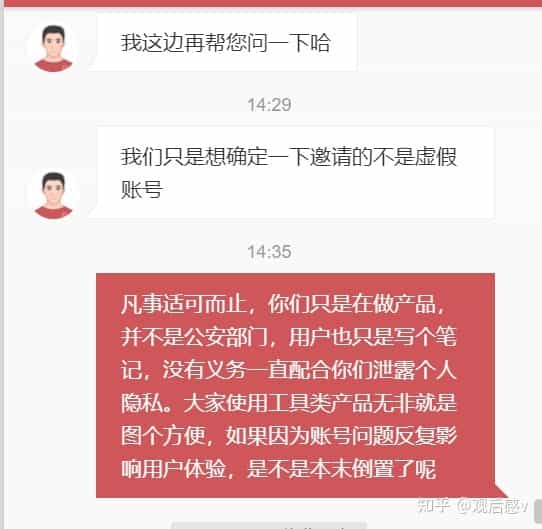 我这边再帮您问一下哈
14:29
我们只是想确定一下邀请的不是虚假
账号
14:35
凡事适可而止，你们只是在做产品，
并不是公安部门，用户也只是写个笔
记，没有义务一直配合你们泄露个人
隐私。大家使用工具类产品无非就是
图个方便，如果因为账号问题反复影
响用户体验，是不是本末倒置了呢
知乎 @观后感v